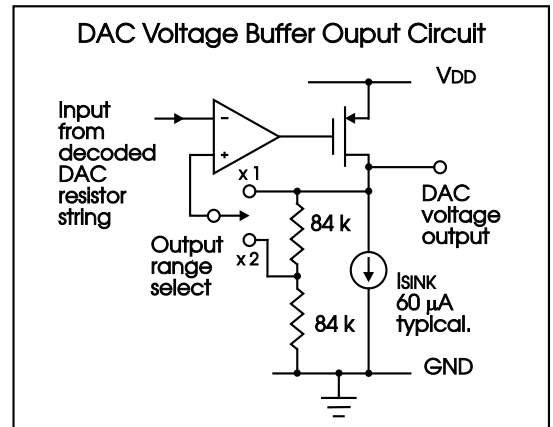 DAC Voltage Buffer Ouput Circuit
VDD
Input
from
decoded
DAC
resistor
string
−
+
x 1
DAC
voltage
output
84 k
Output
range
select
x 2
ISINK
60 µA
typical.
84 k
GND